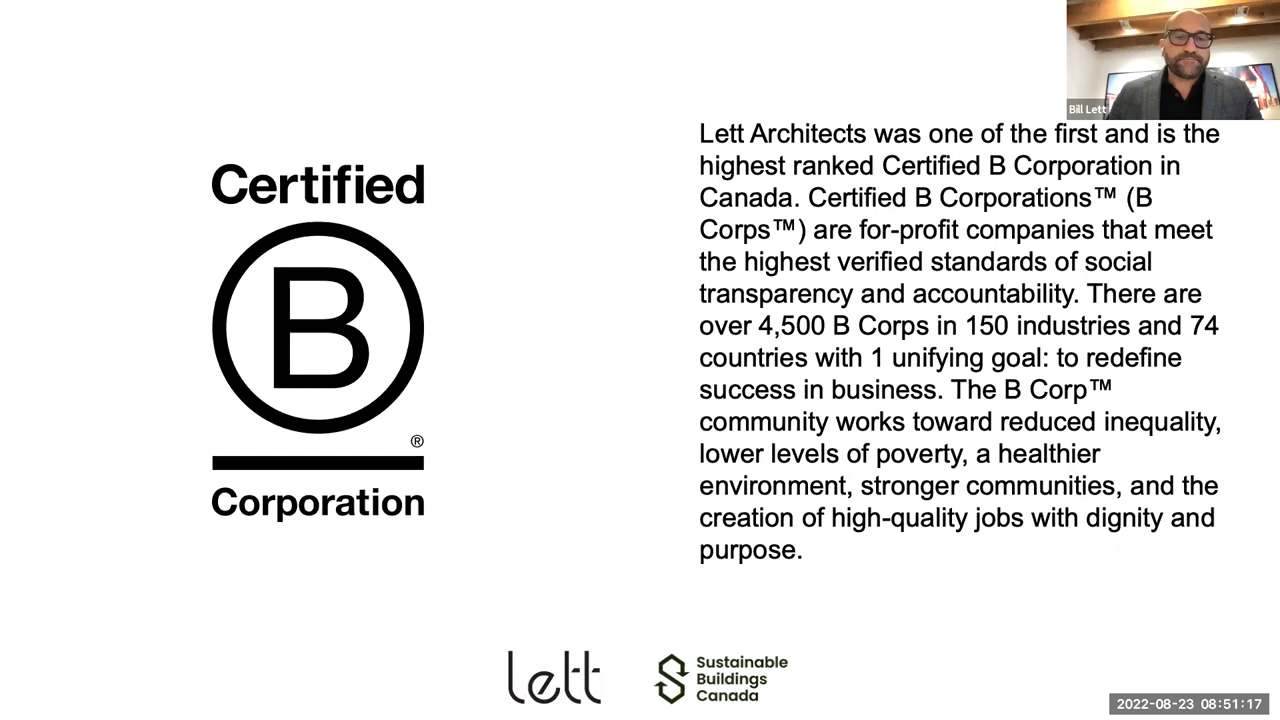 Bill Lett
Certified
B
®
Corporation
Lett Architects was one of the first and is the
highest ranked Certified B Corporation in
Canada. Certified B Corporations™ (B
Corps™) are for-profit companies that meet
the highest verified standards of social
transparency and accountability. There are
over 4,500 B Corps in 150 industries and 74
countries with 1 unifying goal: to redefine
success in business. The B Corp™
community works toward reduced inequality,
lower levels of poverty, a healthier
environment, stronger communities, and the
creation of high-quality jobs with dignity and
purpose.
lett
Sustainable
Buildings
Canada
2022-08-23 08:51:17